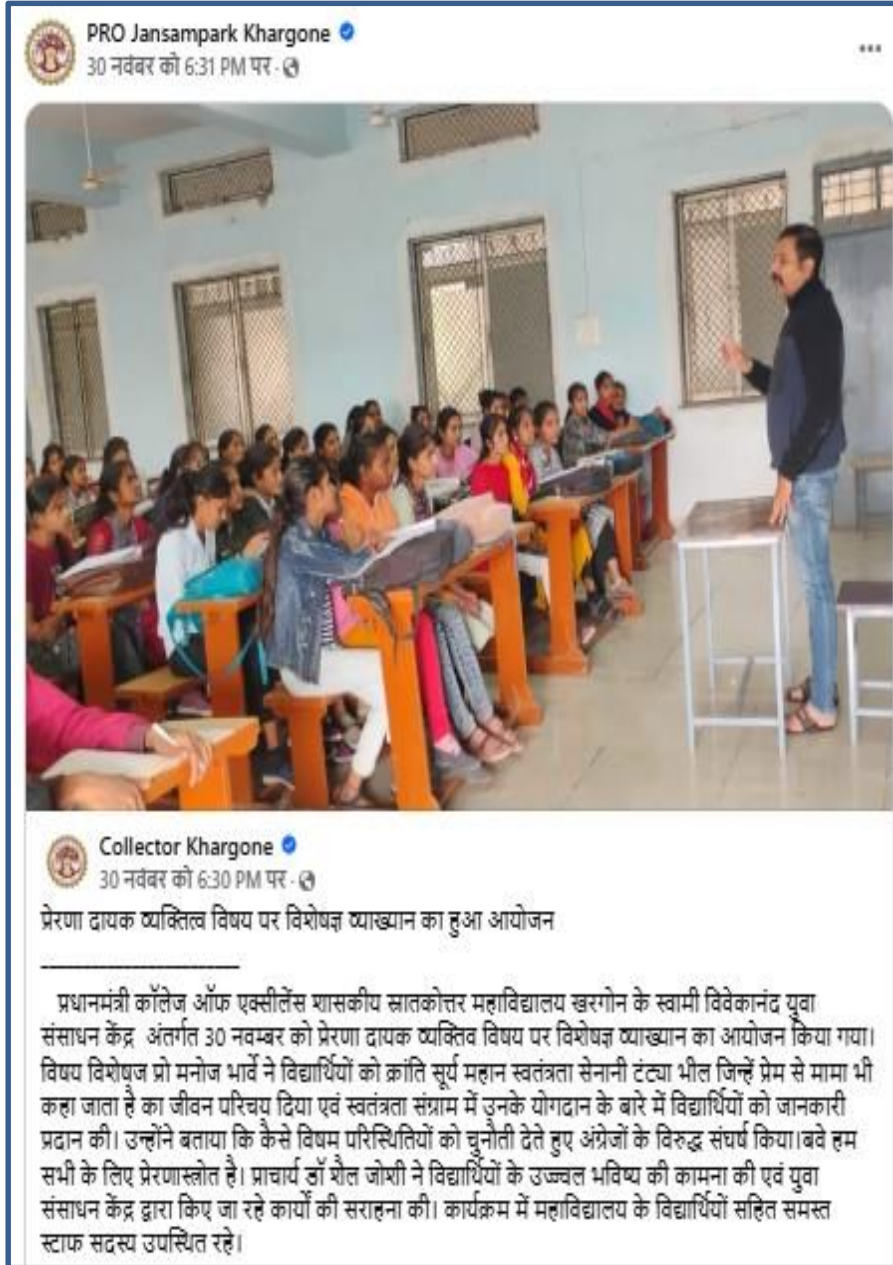 PRO Jansampark Khargone
30 नवंबर को 6:31 PM पर ·
Collector Khargone
30 नवंबर को 6:30 PM पर ·
प्रेरणा दायक व्यक्तित्व विषय पर विशेषज्ञ व्याख्यान का हुआ आयोजन
प्रधानमंत्री कॉलेज ऑफ एक्सीलेंस शासकीय स्नातकोत्तर महाविद्यालय खरगोन के स्वामी विवेकानंद युवा
संसाधन केंद्र अंतर्गत 30 नवम्बर को प्रेरणा दायक व्यक्तिव विषय पर विशेषज्ञ व्याख्यान का आयोजन किया गया।
विषय विशेषज्ञ प्रो मनोज भार्वे ने विद्यार्थियों को क्रांति सूर्य महान स्वतंत्रता सेनानी टंट्या भील जिन्हें प्रेम से मामा भी
कहा जाता है का जीवन परिचय दिया एवं स्वतंत्रता संग्राम में उनके योगदान के बारे में विद्यार्थियों को जानकारी
प्रदान की। उन्होंने बताया कि कैसे विषम परिस्थितियों को चुनौती देते हुए अंग्रेजों के विरुद्ध संघर्ष किया।बवे हम
सभी के लिए प्रेरणास्त्रोत है। प्राचार्य डॉ शैल जोशी ने विद्यार्थियों के उज्ज्वल भविष्य की कामना की एवं युवा
संसाधन केंद्र द्वारा किए जा रहे कार्यों की सराहना की। कार्यक्रम में महाविद्यालय के विद्यार्थियों सहित समस्त
स्टाफ सदस्य उपस्थित रहे।